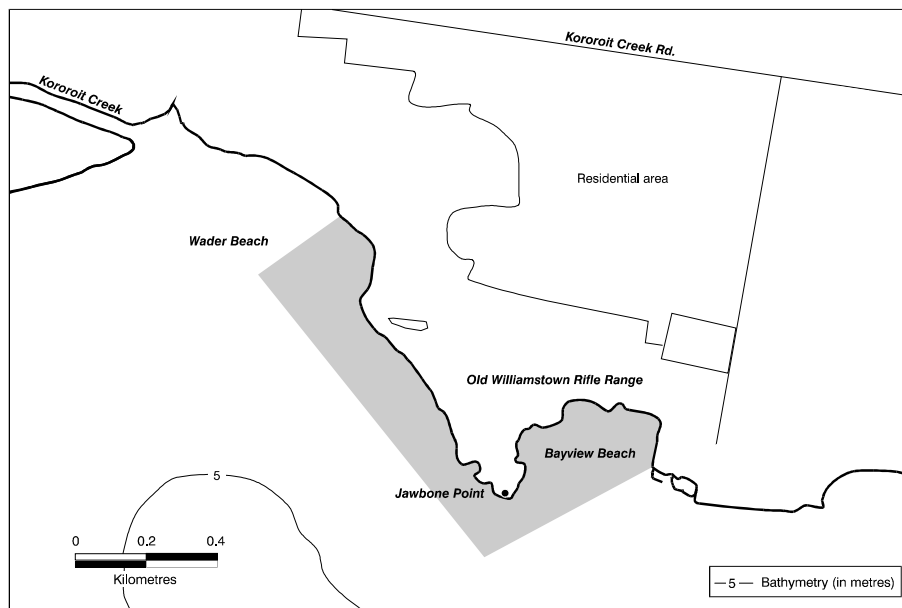 Kororoit Creek Rd.
Kororoit Creek
Residential area
Wader Beach
Old Williamstown Rifle Range
Bayview Beach
Jawbone Point
5
0 0.2 0.4
Kilometres
5 Bathymetry (in metres)